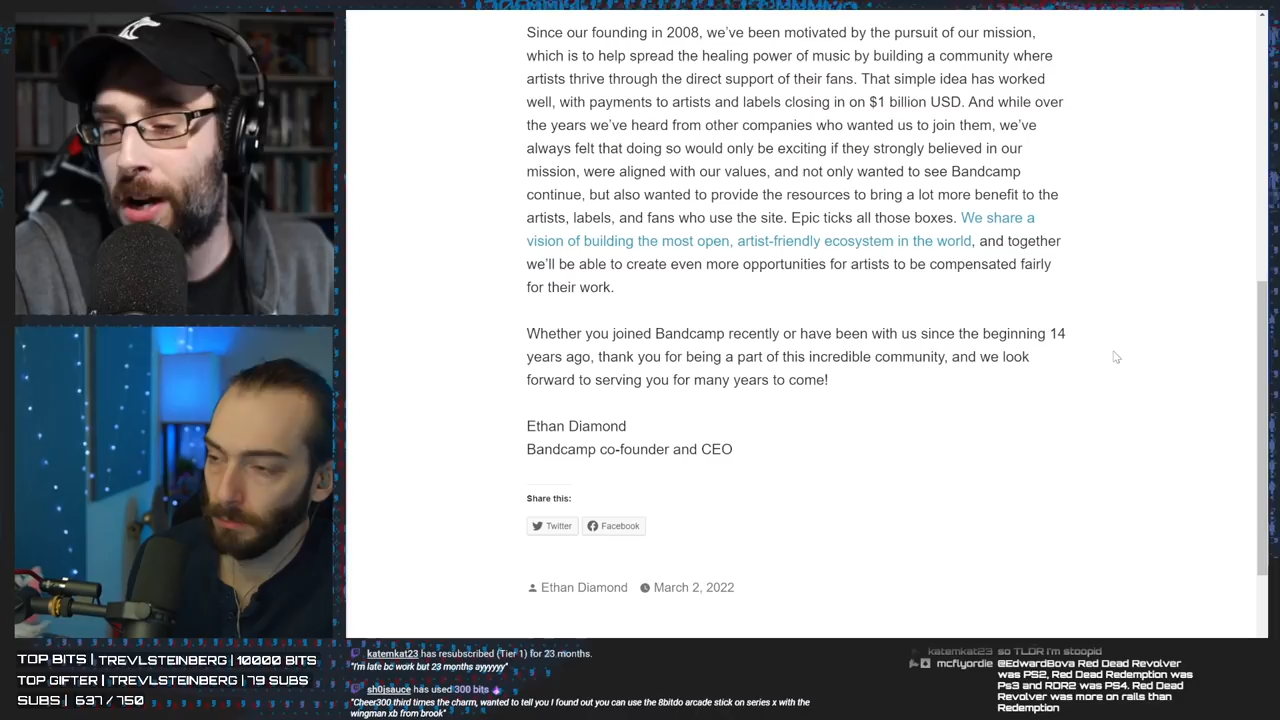 Since our founding in 2008, we've been motivated by the pursuit of our mission,
which is to help spread the healing power of music by building a community where
artists thrive through the direct support of their fans. That simple idea has worked
well, with payments to artists and labels closing in on $1 billion USD. And while over
the years we've heard from other companies who wanted us to join them, we've
always felt that doing so would only be exciting if they strongly believed in our
mission, were aligned with our values, and not only wanted to see Bandcamp
continue, but also wanted to provide the resources to bring a lot more benefit to the
artists, labels, and fans who use the site. Epic ticks all those boxes. We share a
vision of building the most open, artist-friendly ecosystem in the world, and together
we'll be able to create even more opportunities for artists to be compensated fairly
for their work.
Whether you joined Bandcamp recently or have been with us since the beginning 14
years ago, thank you for being a part of this incredible community, and we look
forward to serving you for many years to come!
Ethan Diamond
Bandcamp co-founder and CEO
Share this:
Twitter Facebook
Ethan Diamond March 2, 2022
TOP BITS | TREVLSTEINBERG | 10000 BITS
TOP GIFTER | TREVLSTEINBERG | 79 SUBS
SUBS | 637 / 750
katemkat23 has resubscribed (Tier 1) for 23 months.
"I'm late bc work but 23 months ayyyyyy"
sh0jsauce has used 300 bits
"Cheer300 third times the charm, wanted to tell you I found out you can use the 8bitdo arcade stick on series x with the
wingman xb from brook"
katemkat23 so TLDR I'm stoopid
mcflyordie @EdwardBova Red Dead Revolver
was PS2, Red Dead Redemption was
Ps3 and RDR2 was PS4. Red Dead
Revolver was more on rails than
Redemption